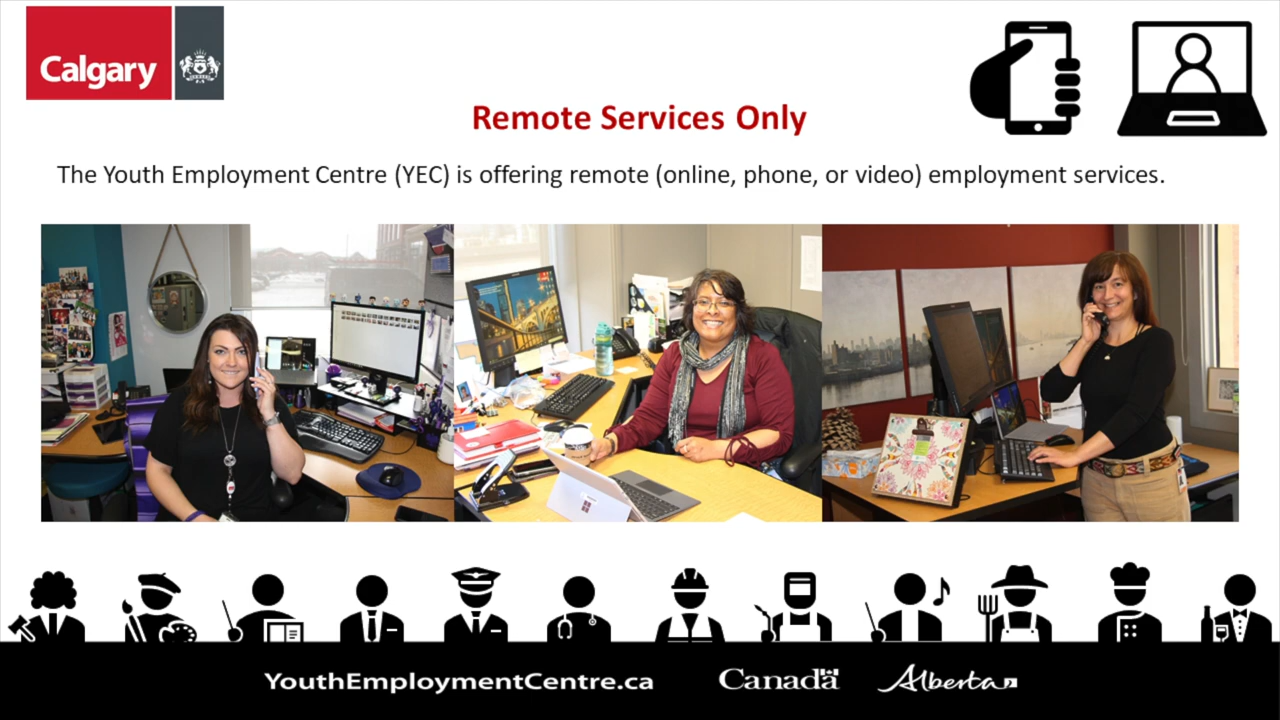 Calgary
Remote Services Only
The Youth Employment Centre (YEC) is offering remote (online, phone, or video) employment services.
YouthEmploymentCentre.ca
Canada
Alberta